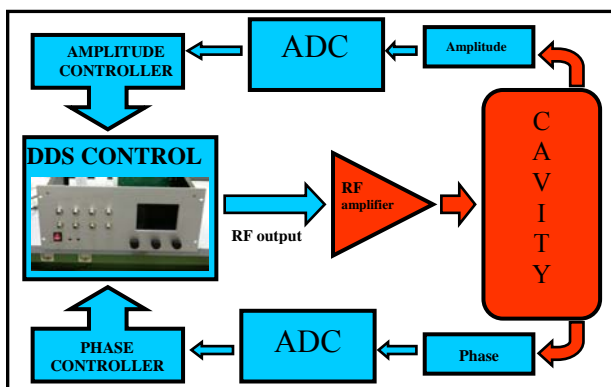 AMPLITUDE
CONTROLLER
ADC
Amplitude
C
A
V
I
T
Y
DDS CONTROL
RF
amplifier
RF output
PHASE
CONTROLLER
ADC
Phase